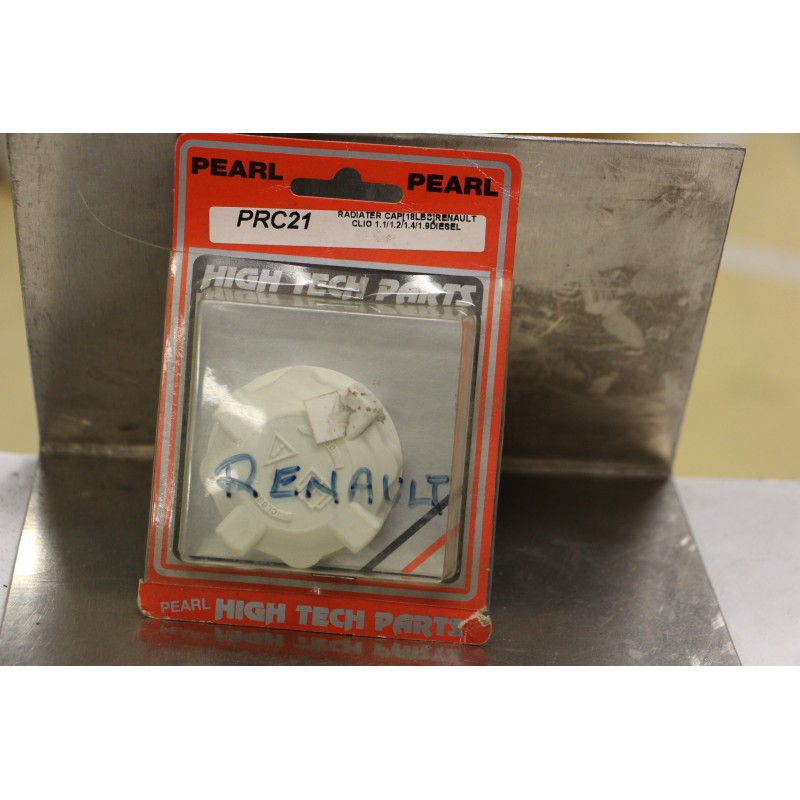 PEARL PEARL
PRC21
RADIATER CAP[18LBS]RENAULT
CLIO 1.1/1.2/1.4/1.9DIESEL
HIGH TECH PARTS
RENAULT
PEARL HIGH TECH PARTS